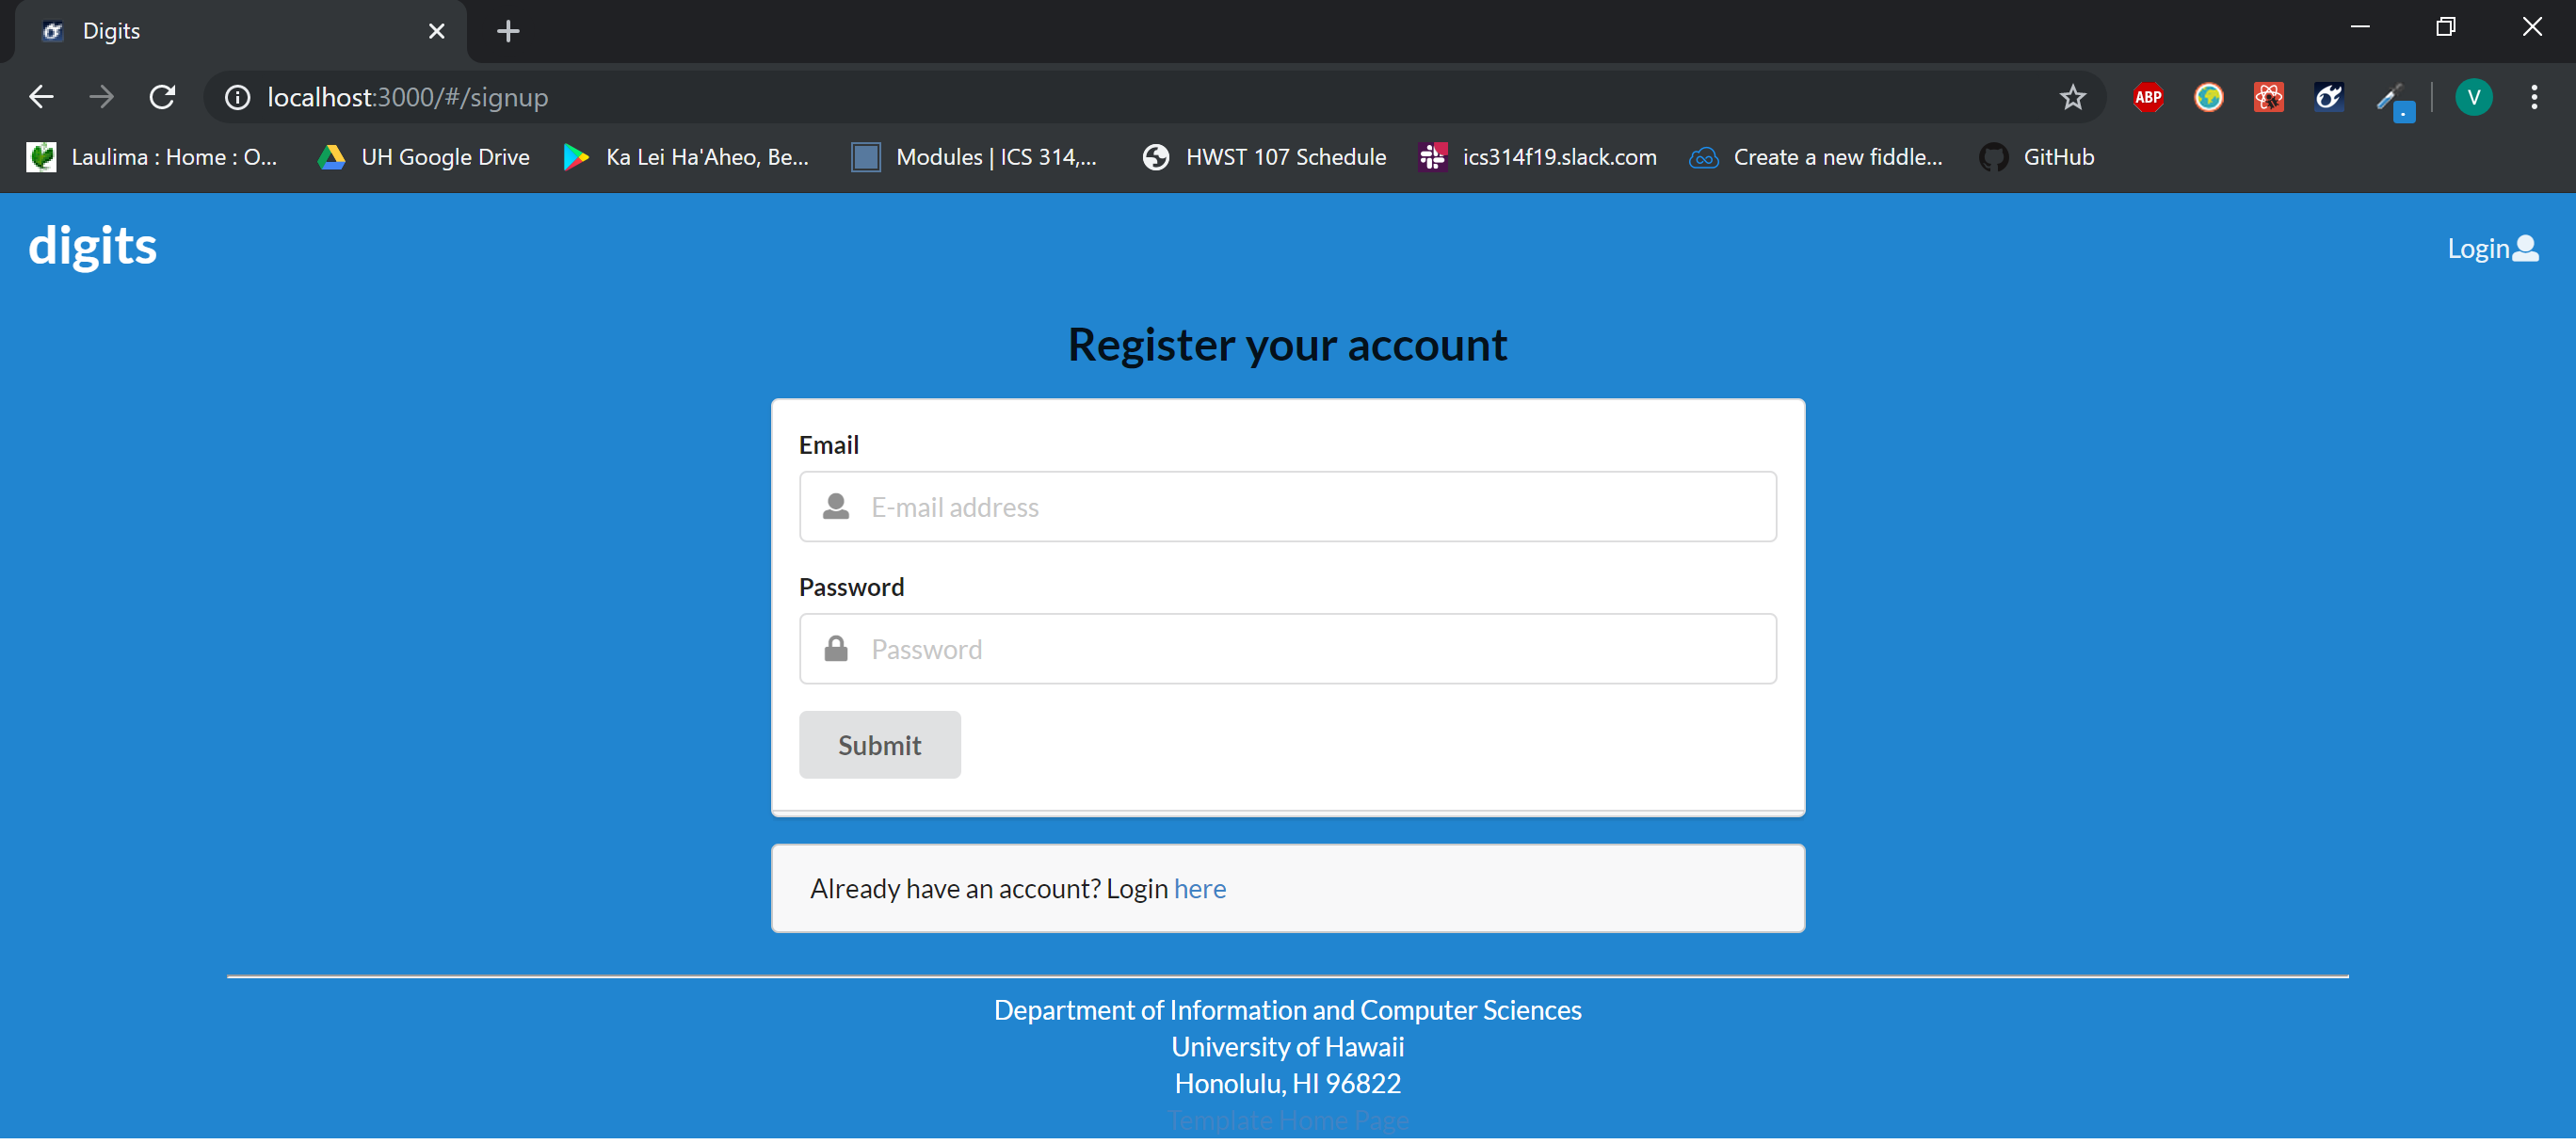 Digits
localhost:3000/#/signup
ABP
V
Laulima : Home : O...
UH Google Drive
Ka Lei Ha'Aheo, Be...
Modules | ICS 314,...
HWST 107 Schedule
ics314f19.slack.com
Create a new fiddle...
GitHub
digits
Login
Register your account
Email
E-mail address
Password
Password
Submit
Already have an account? Login here
Department of Information and Computer Sciences
University of Hawaii
Honolulu, HI 96822
Template Home Page